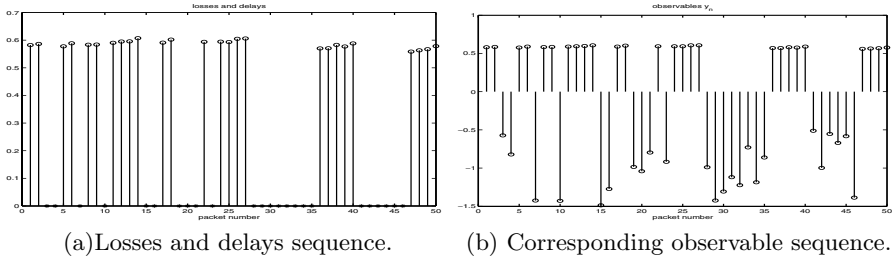 losses and delays
0.7
0.6
0.5
0.4
0.3
0.2
0.1
0
0 5 10 15 20 25 30 35 40 45 50
packet number
(a)Losses and delays sequence.
observables y_n
1
0.5
0
−0.5
−1
−1.5
0 5 10 15 20 25 30 35 40 45 50
packet number
(b) Corresponding observable sequence.